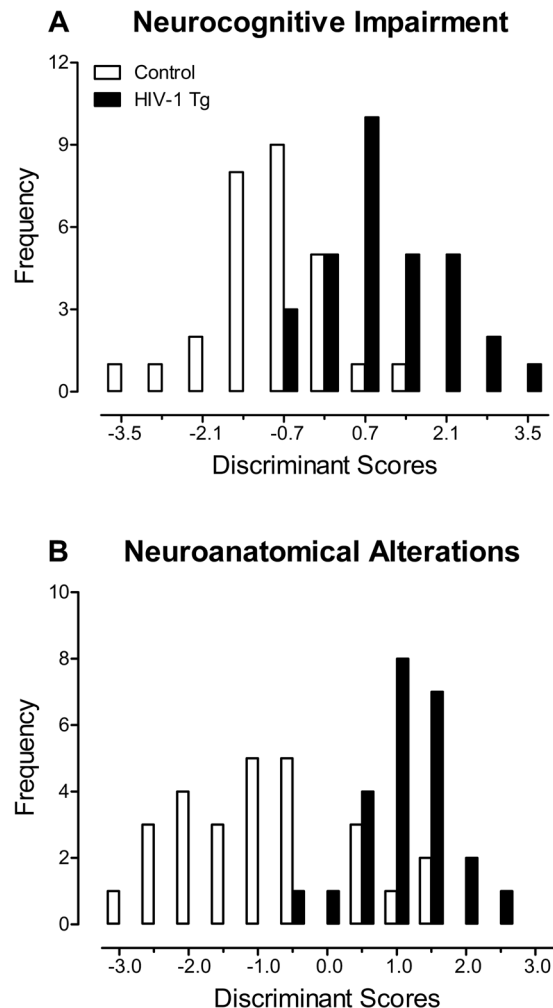 A Neurocognitive Impairment
12
Control
HIV-1 Tg
9
Frequency
6
3
0
-3.5 -2.1 -0.7 0.7 2.1 3.5
Discriminant Scores
B Neuroanatomical Alterations
10
8
Frequency
6
4
2
0
-3.0 -2.0 -1.0 0.0 1.0 2.0 3.0
Discriminant Scores